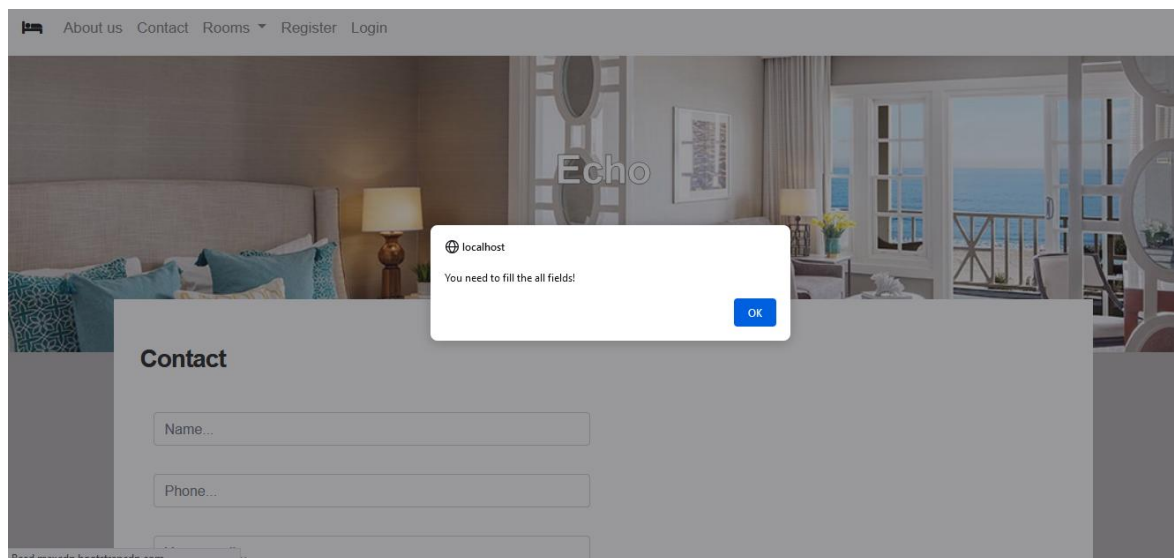 About us Contact Rooms Register Login
Echo
localhost
You need to fill the all fields!
OK
Contact
Name...
Phone...